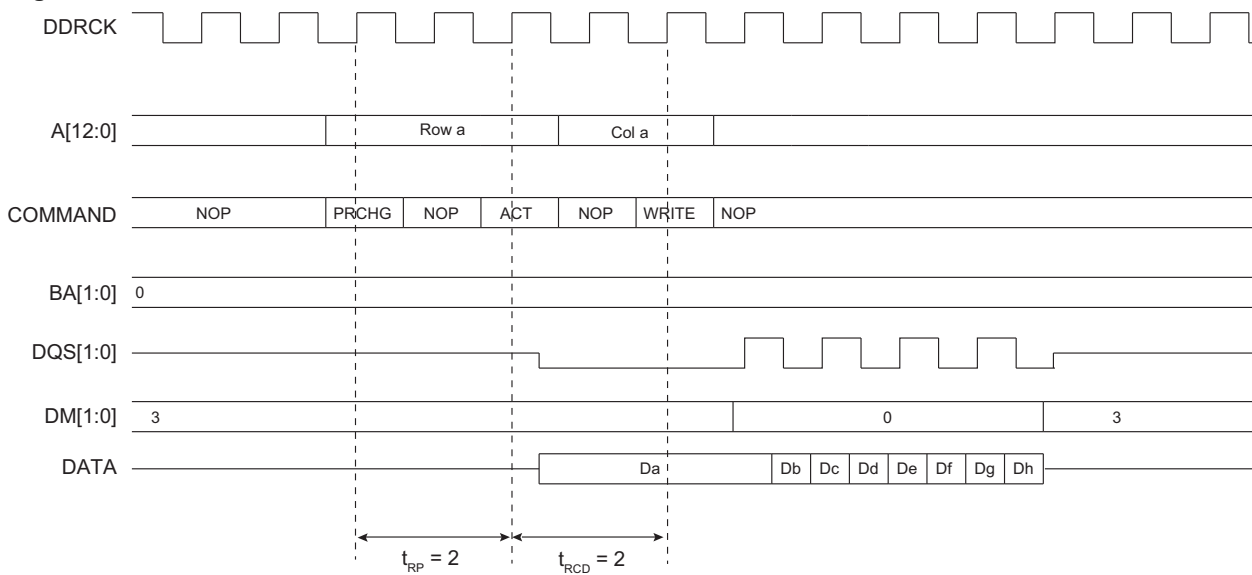 DDRCK
A[12:0] Row a Col a
COMMAND NOP PRCHG NOP ACT NOP WRITE NOP
BA[1:0] 0
DQS[1:0]
DM[1:0] 3 0 3
DATA Da Db Dc Dd De Df Dg Dh
tRP = 2 tRCD = 2